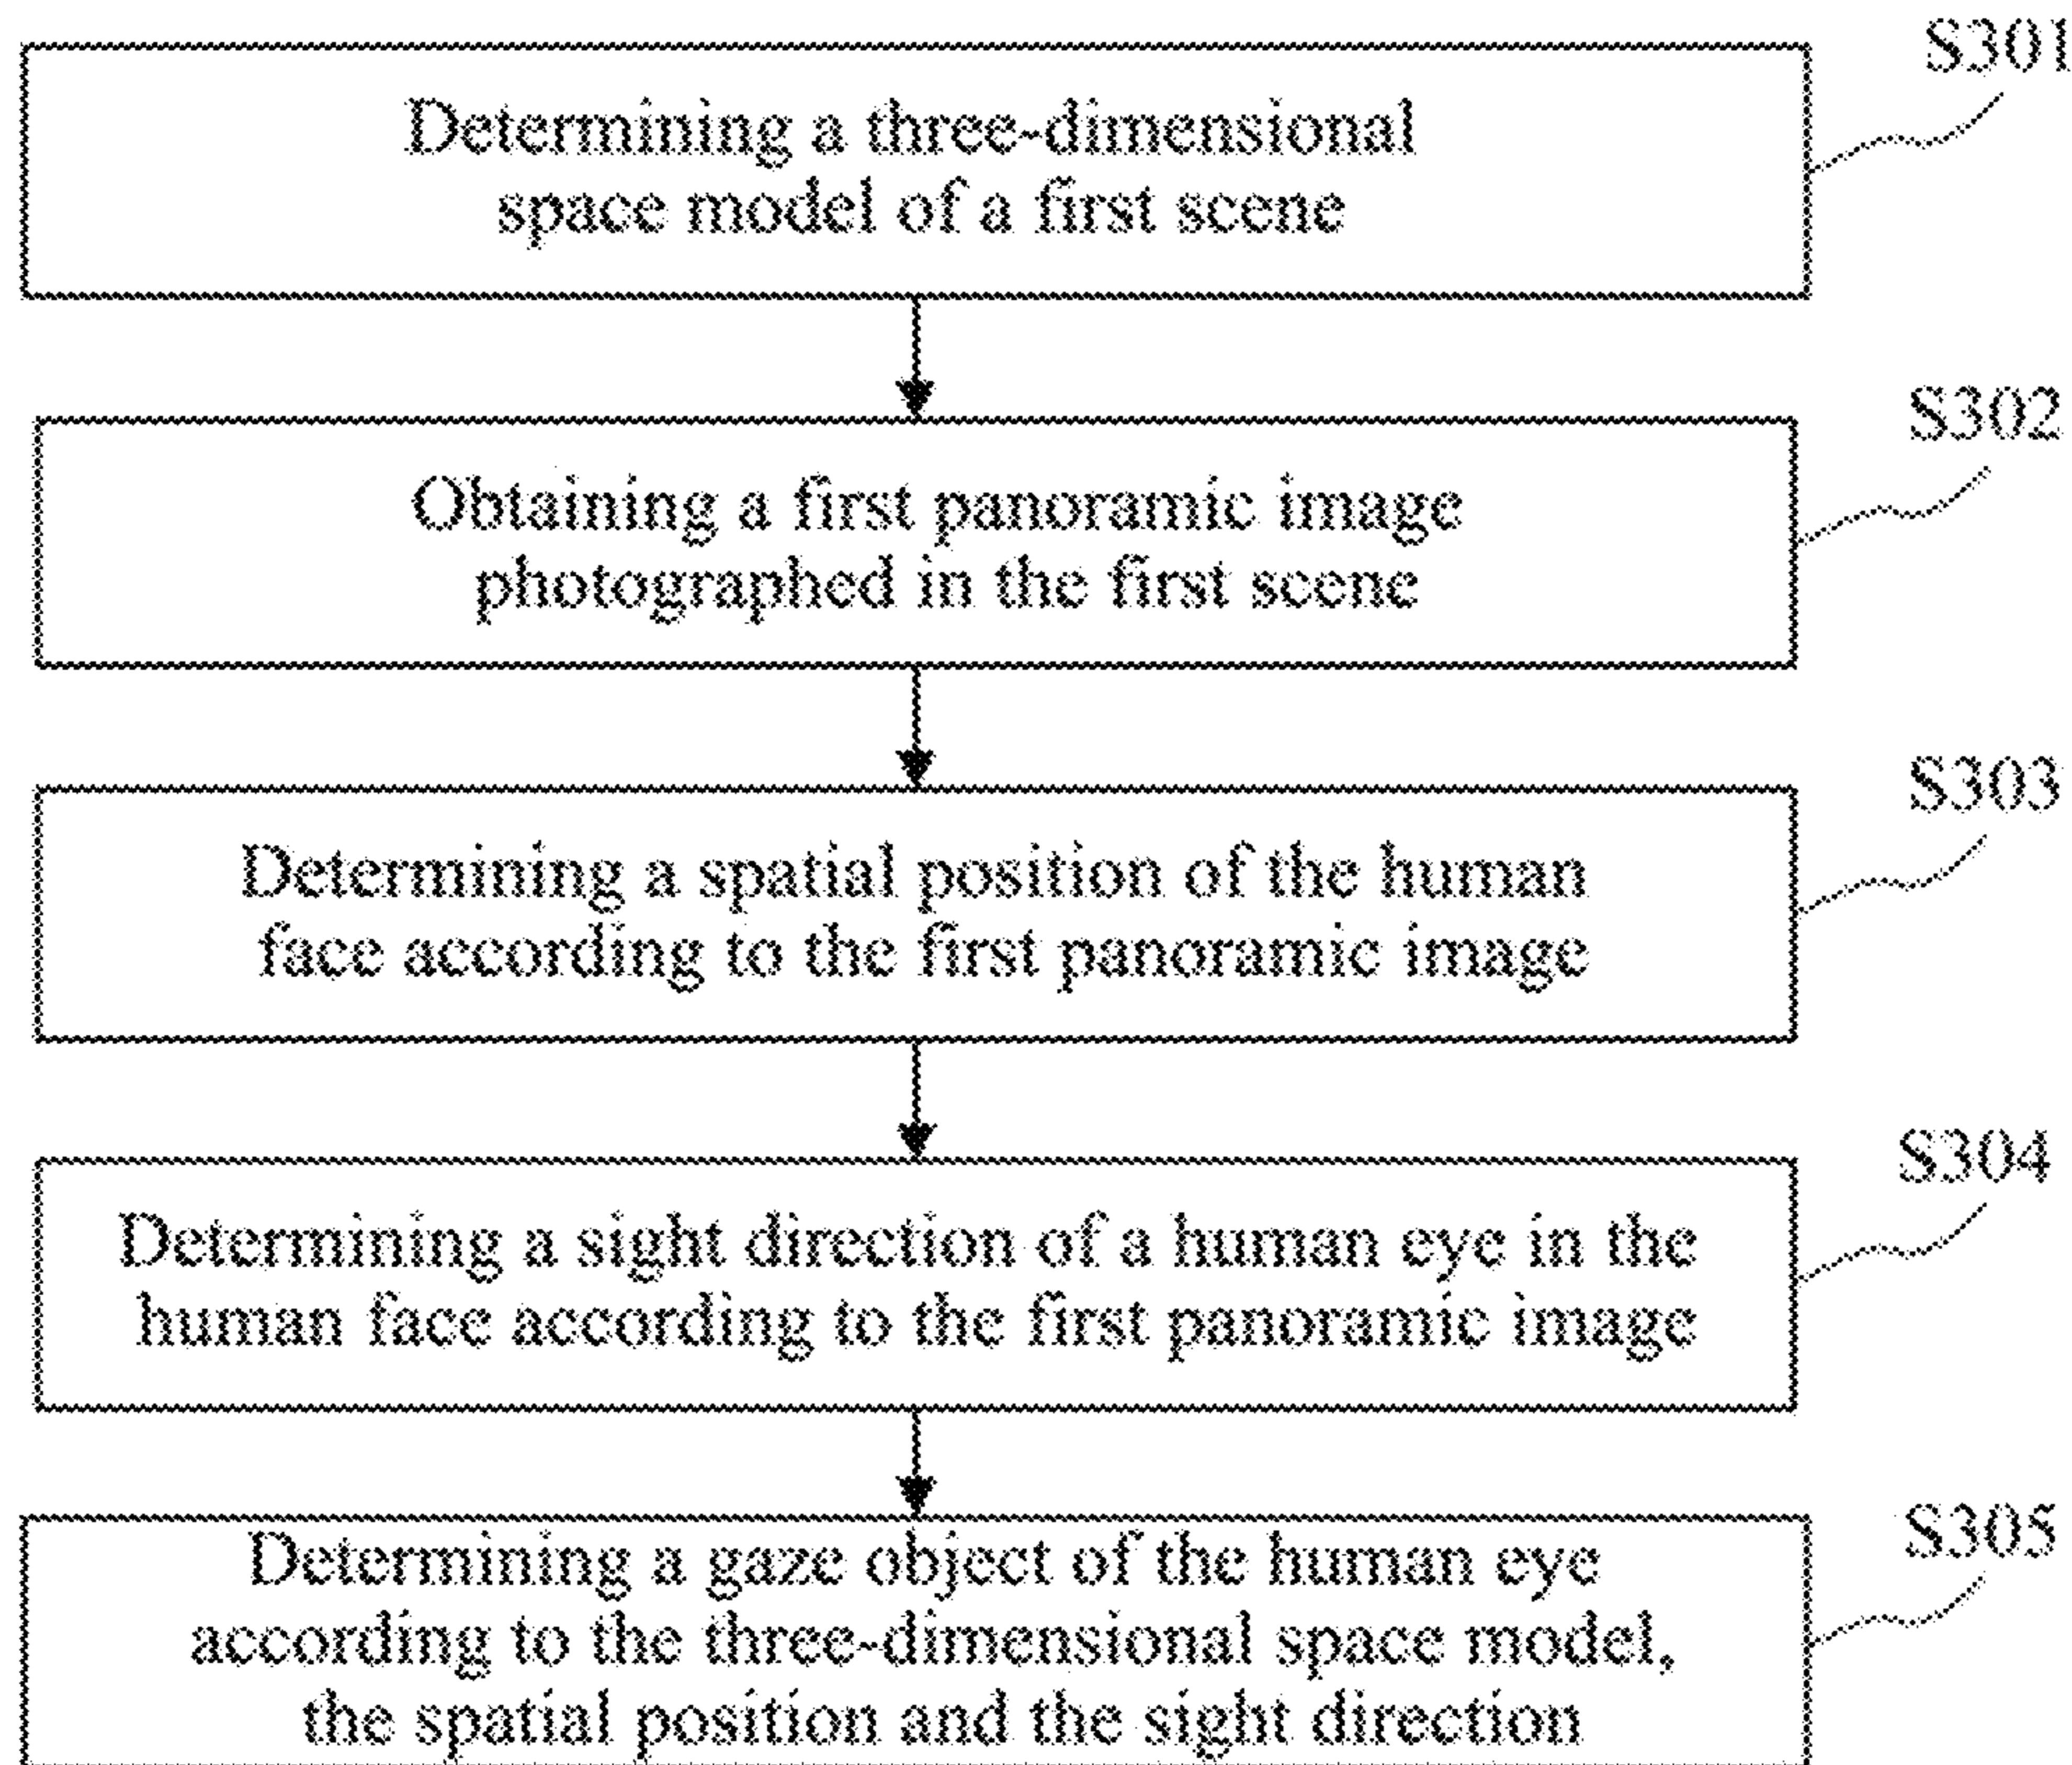 S301
Determining a three-dimensional
space model of a first scene
S302
Obtaining a first panoramic image
photographed in the first scene
S303
Determining a spatial position of the human
face according to the first panoramic image
S304
Determining a sight direction of a human eye in the
human face according to the first panoramic image
S305
Determining a gaze object of the human eye
according to the three-dimensional space model,
the spatial position and the sight direction